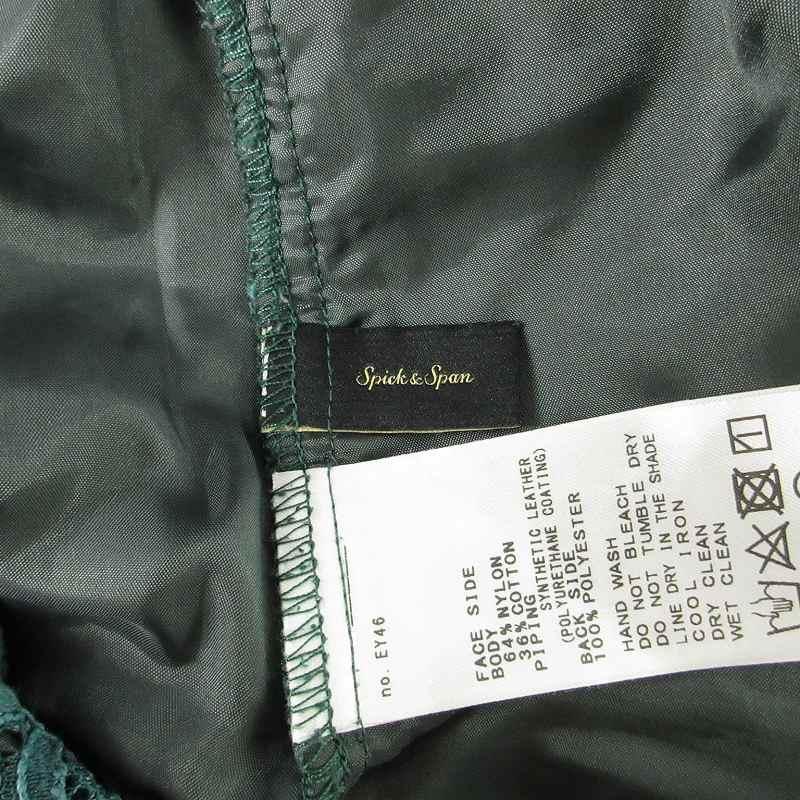 Spick & Span
no. EY46
FACE SIDE
BODY
64% NYLON
36% COTTON
PIPING
SYNTHETIC LEATHER
(POLYURETHANE COATING)
BACK SIDE
100% POLYESTER
HAND WASH
DO NOT BLEACH
DO NOT TUMBLE DRY
LINE DRY IN THE SHADE
COOL IRON
DRY CLEAN
WET CLEAN